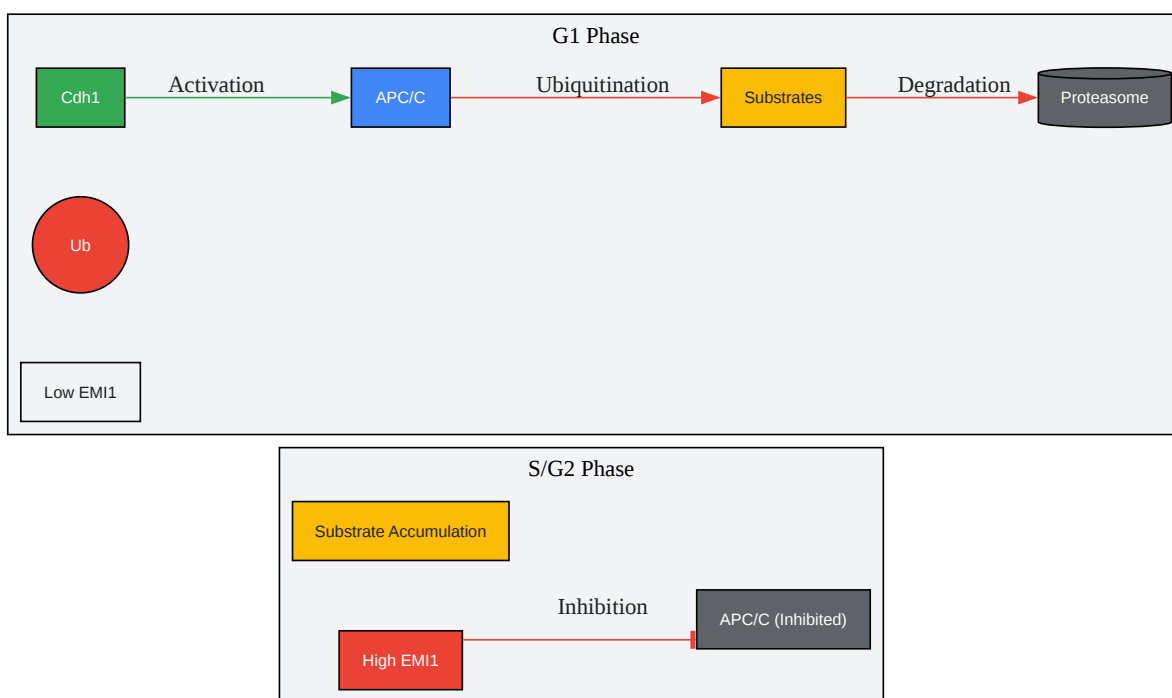 G1 Phase
Cdh1
Activation
APC/C
Ubiquitination
Substrates
Degradation
Proteasome
Ub
Low EMI1
S/G2 Phase
Substrate Accumulation
Inhibition
APC/C (Inhibited)
High EMI1